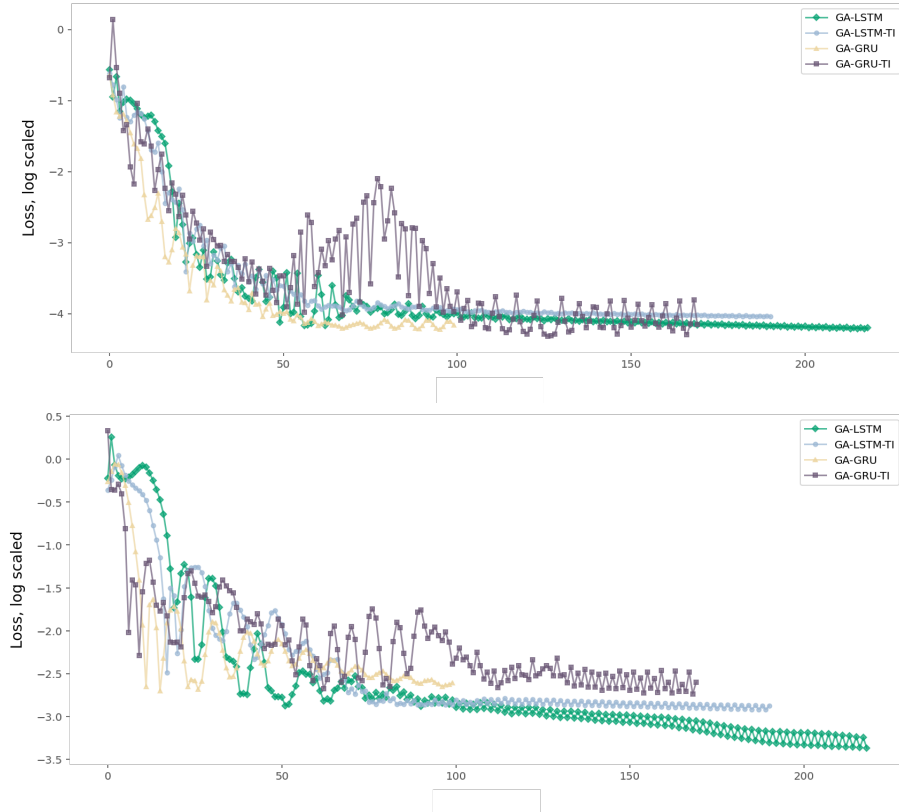 Loss, log scaled
0
−1
−2
−3
−4
GA-LSTM
GA-LSTM-TI
GA-GRU
GA-GRU-TI
0
50
100
150
200
Loss, log scaled
0.5
0.0
−0.5
−1.0
−1.5
−2.0
−2.5
−3.0
−3.5
GA-LSTM
GA-LSTM-TI
GA-GRU
GA-GRU-TI
0
50
100
150
200